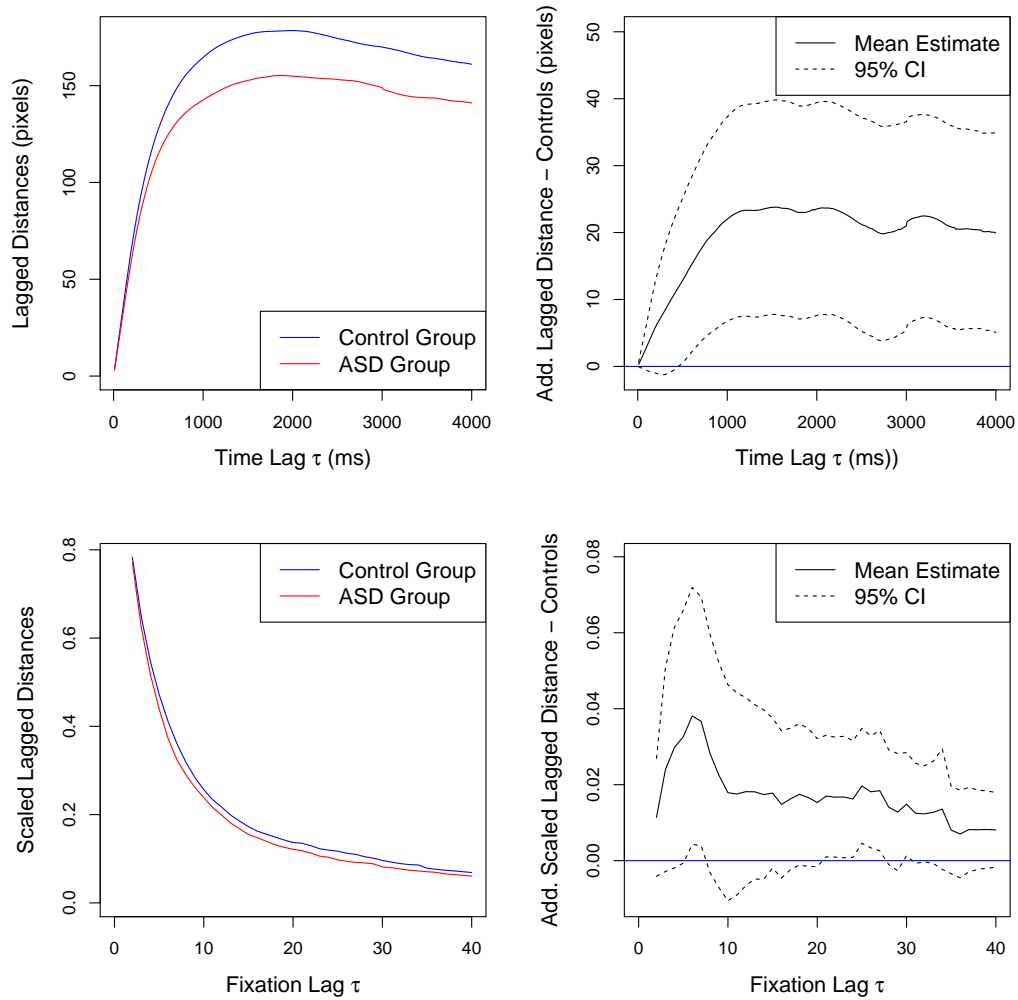 Lagged Distances (pixels)
0
50
100
150
0
1000
2000
3000
4000
Time Lag τ (ms)
Control Group
ASD Group
Add. Lagged Distance − Controls (pixels)
0
10
20
30
40
50
0
1000
2000
3000
4000
Time Lag τ (ms))
Mean Estimate
95% CI
Scaled Lagged Distances
0.0
0.2
0.4
0.6
0.8
0
10
20
30
40
Fixation Lag τ
Control Group
ASD Group
Add. Scaled Lagged Distance − Controls
0.00
0.02
0.04
0.06
0.08
0
10
20
30
40
Fixation Lag τ
Mean Estimate
95% CI